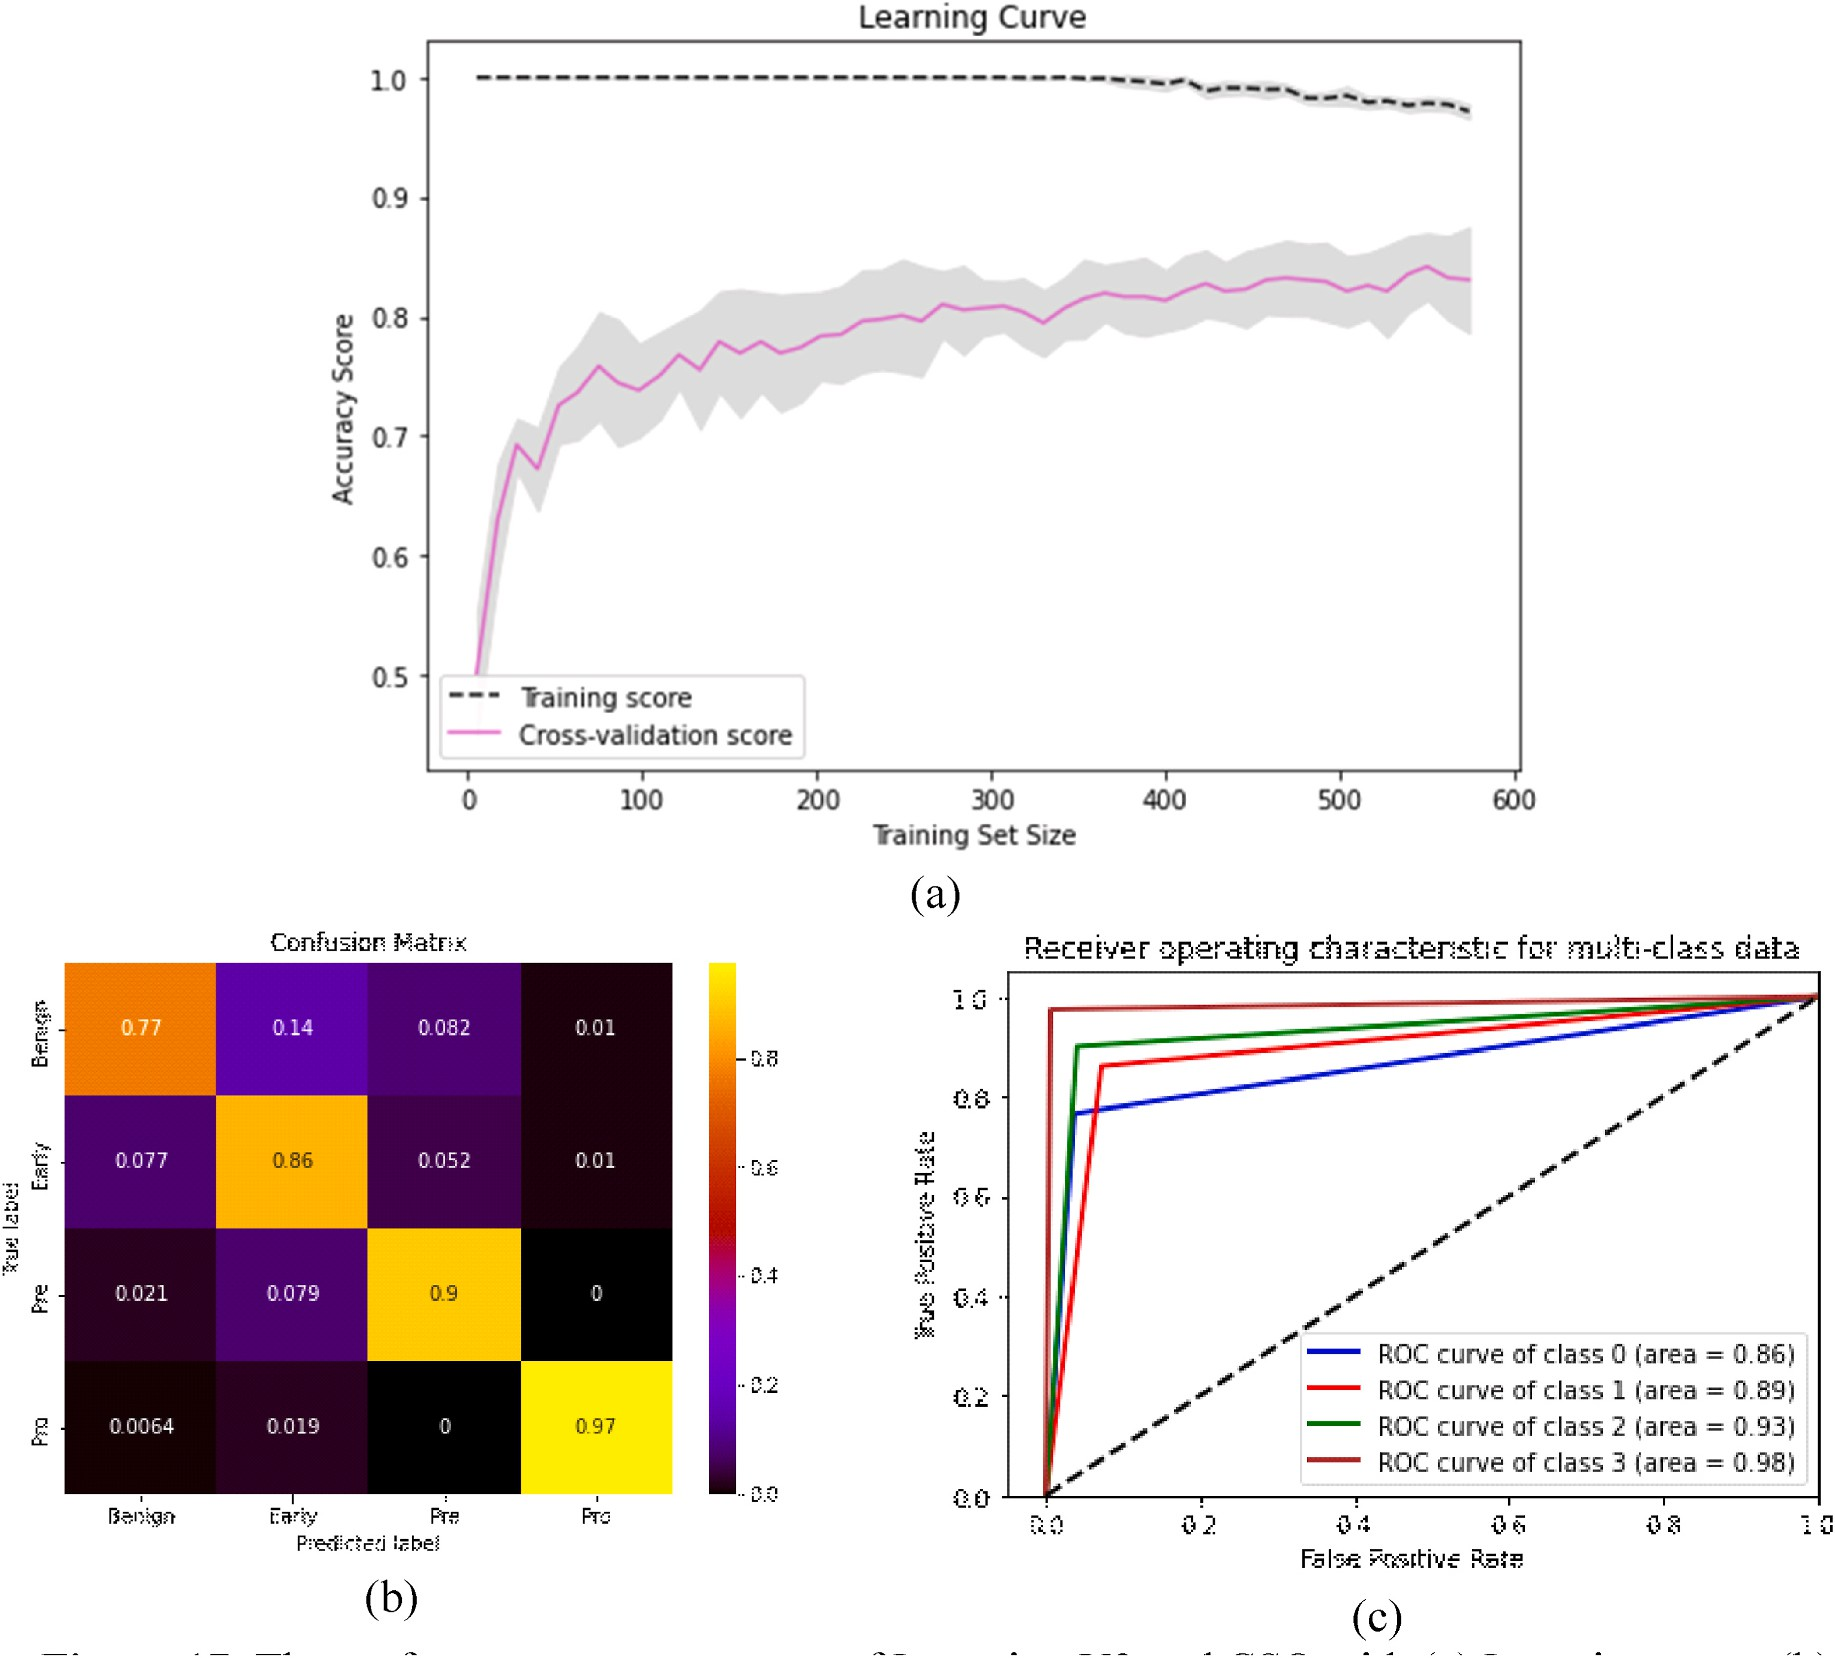 Learning Curve
1.0
0.9
0.8
0.7
0.6
0.5
Accuracy Score
Training score
Cross-validation score
0 100 200 300 400 500 600
Training Set Size
(a)
Confusion Matrix
True label
Benign 0.77 0.14 0.082 0.01
Early 0.077 0.86 0.052 0.01
Pre 0.021 0.079 0.9 0
Pro 0.0064 0.019 0 0.97
Benign Early Pre Pro
Predicted label
0.8
0.6
0.4
0.2
0.0
(b)
Receiver operating characteristic for multi-class data
1.0
0.8
0.6
0.4
0.2
0.0
True Positive Rate
ROC curve of class 0 (area = 0.86)
ROC curve of class 1 (area = 0.89)
ROC curve of class 2 (area = 0.93)
ROC curve of class 3 (area = 0.98)
0.0 0.2 0.4 0.6 0.8 1.0
False Positive Rate
(c)